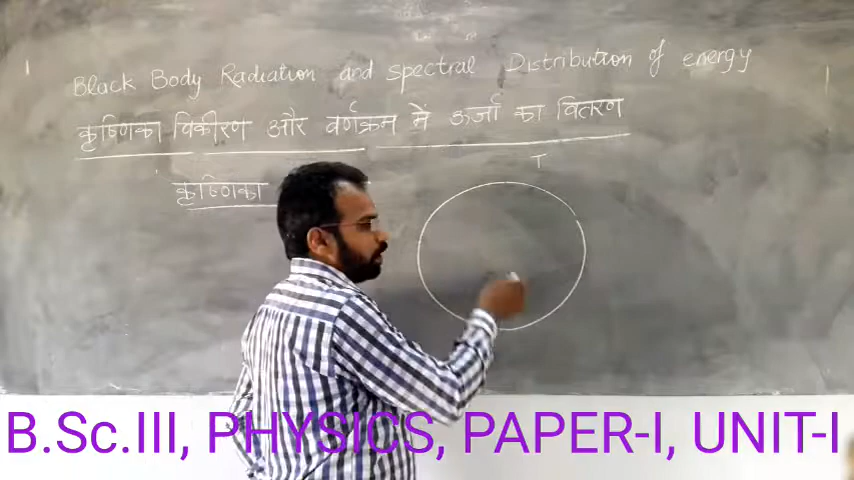 Black Body Radiation and spectral Distribution of energy
कृष्णिका विकीरण और वर्णक्रम में ऊर्जा का वितरण
कृष्णिका
T
B.Sc.III, PHYSICS, PAPER-I, UNIT-I